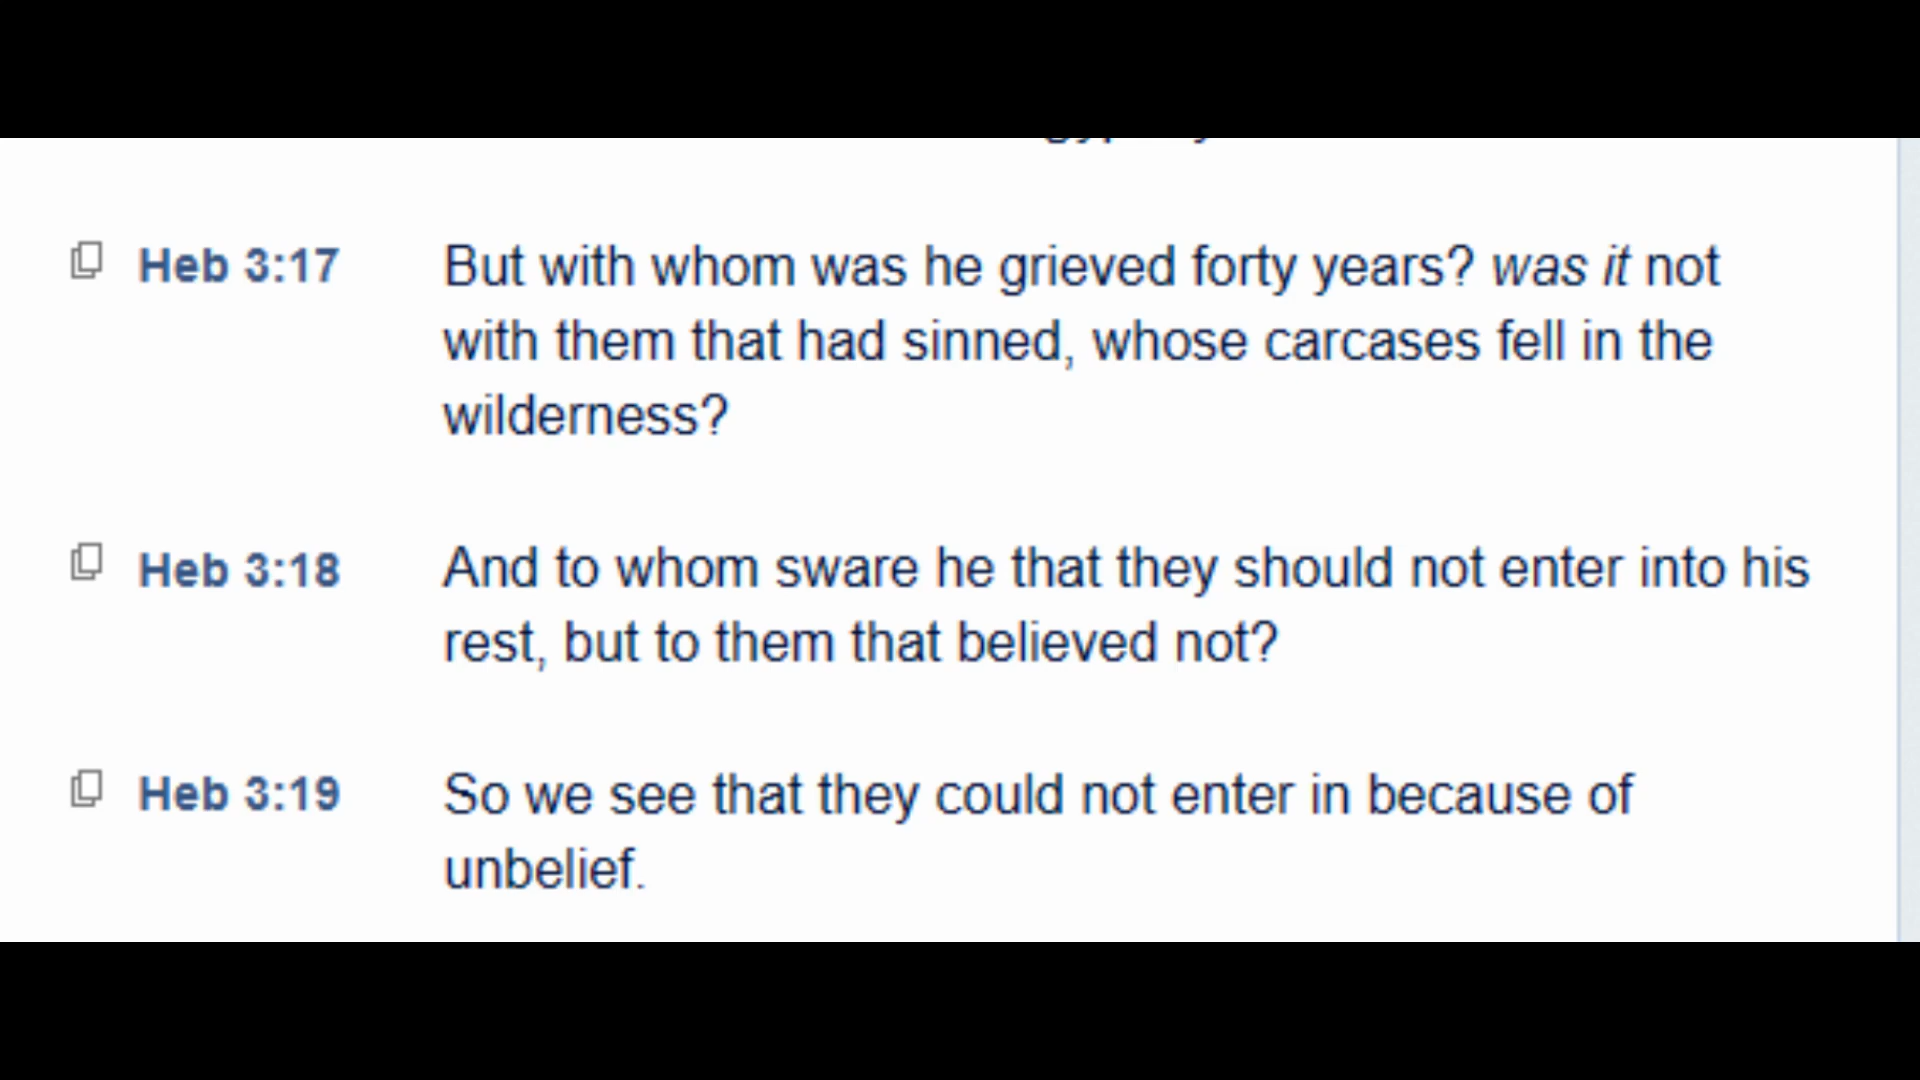 Heb 3:17 But with whom was he grieved forty years? was it not
with them that had sinned, whose carcases fell in the
wilderness?
Heb 3:18 And to whom sware he that they should not enter into his
rest, but to them that believed not?
Heb 3:19 So we see that they could not enter in because of
unbelief.